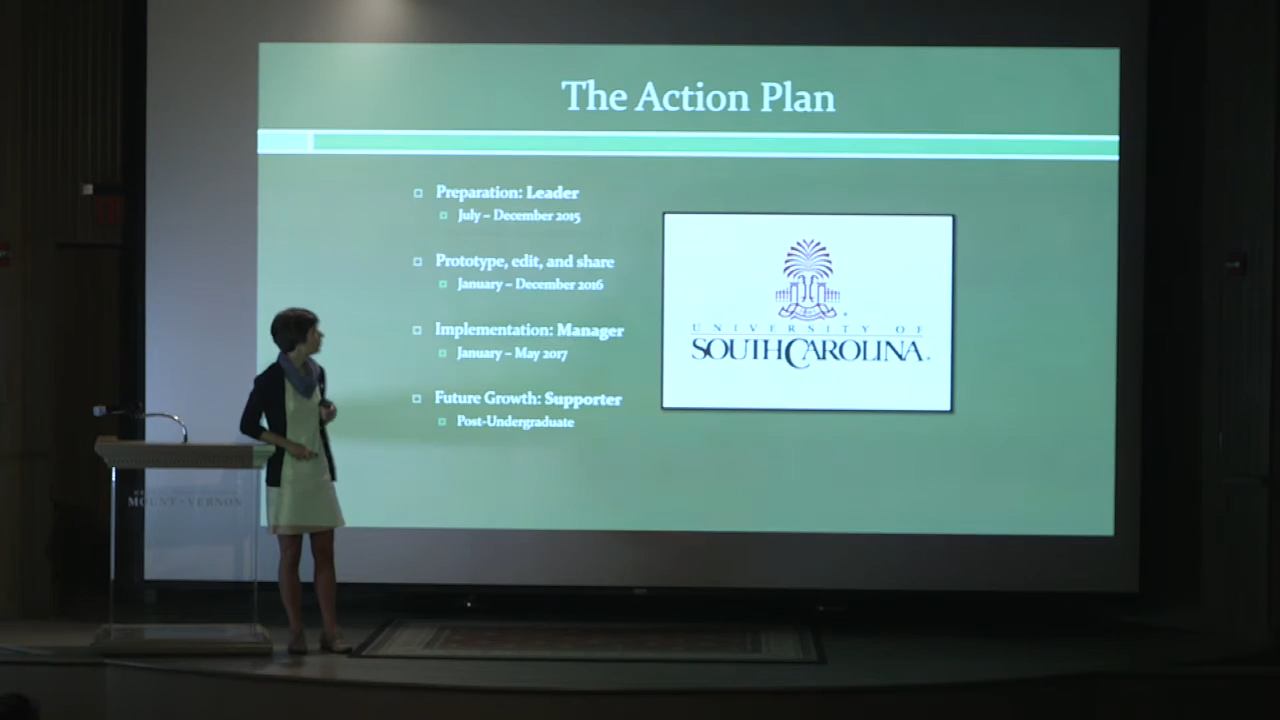 The Action Plan
Preparation: Leader
July – December 2015
Prototype, edit, and share
January – December 2016
Implementation: Manager
January – May 2017
Future Growth: Supporter
Post-Undergraduate
UNIVERSITY OF
SOUTH CAROLINA
MOUNT VERNON